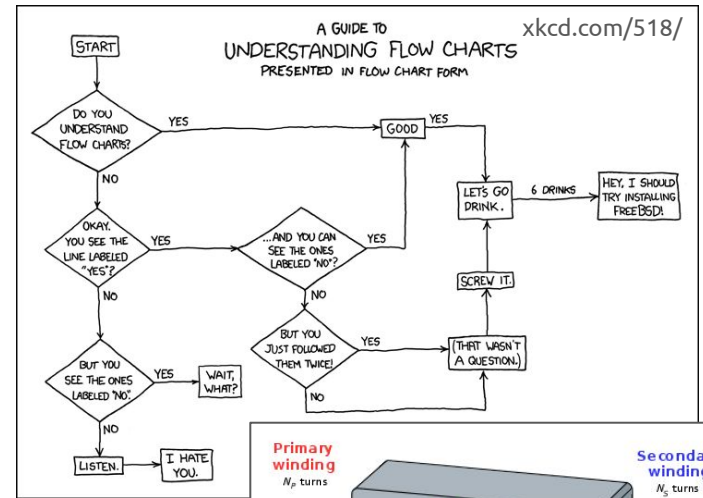 A GUIDE TO
UNDERSTANDING FLOW CHARTS
PRESENTED IN FLOW CHART FORM
xkcd.com/518/
START
DO YOU
UNDERSTAND
FLOW CHARTS?
YES
GOOD
YES
NO
LET'S GO
DRINK.
6 DRINKS
HEY, I SHOULD
TRY INSTALLING
FREEBSD!
OKAY.
YOU SEE THE
LINE LABELED
"YES"?
YES
...AND YOU CAN
SEE THE ONES
LABELED "NO"?
YES
NO
NO
SCREW IT.
BUT YOU
JUST FOLLOWED
THEM TWICE!
YES
(THAT WASN'T
A QUESTION.)
NO
BUT YOU
SEE THE ONES
LABELED "NO".
YES
WAIT,
WHAT?
NO
LISTEN.
I HATE
YOU.
Primary
winding
Nₚ turns
Seconda
windin
Nₛ turns